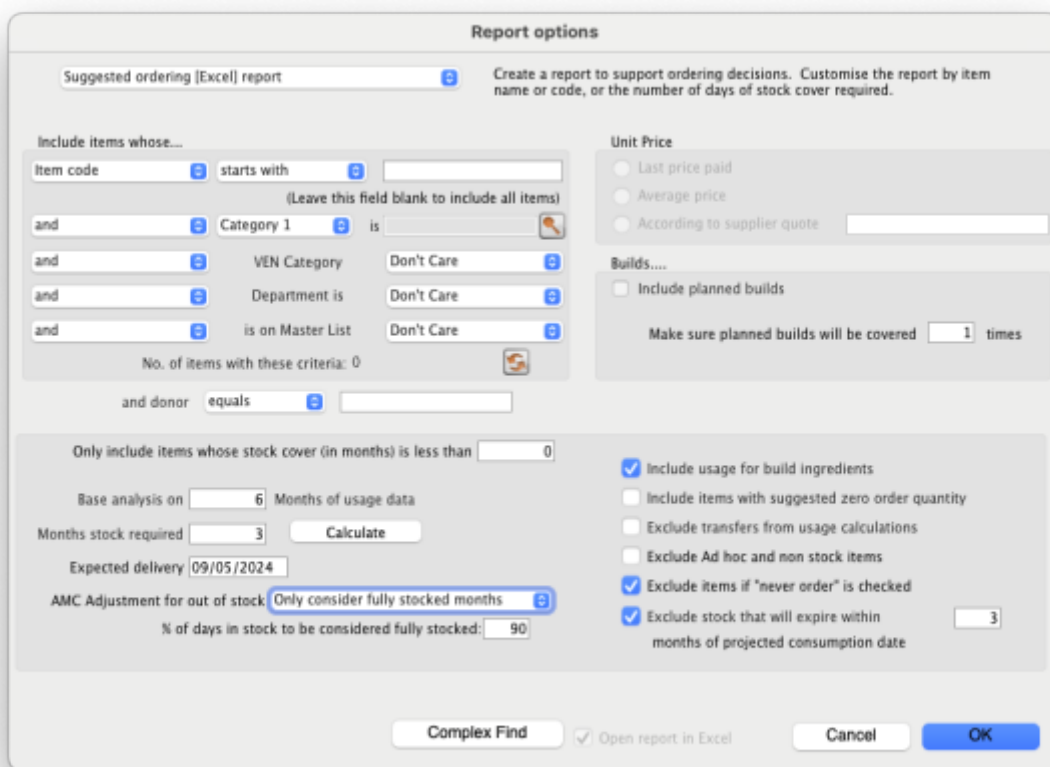 Report options
Suggested ordering [Excel] report
Create a report to support ordering decisions. Customise the report by item
name or code, or the number of days of stock cover required.
Include items whose....
Item code starts with
(Leave this field blank to include all items)
and Category 1 is
and VEN Category Don't Care
and Department is Don't Care
and is on Master List Don't Care
No. of items with these criteria: 0
and donor equals
Unit Price
Last price paid
Average price
According to supplier quote
Builds....
Include planned builds
Make sure planned builds will be covered 1 times
Only include items whose stock cover (in months) is less than 0
Base analysis on 6 Months of usage data
Months stock required 3 Calculate
Expected delivery 09/05/2024
AMC Adjustment for out of stock Only consider fully stocked months
% of days in stock to be considered fully stocked: 90
Include usage for build ingredients
Include items with suggested zero order quantity
Exclude transfers from usage calculations
Exclude Ad hoc and non stock items
Exclude items if "never order" is checked
Exclude stock that will expire within 3
months of projected consumption date
Complex Find Open report in Excel Cancel OK